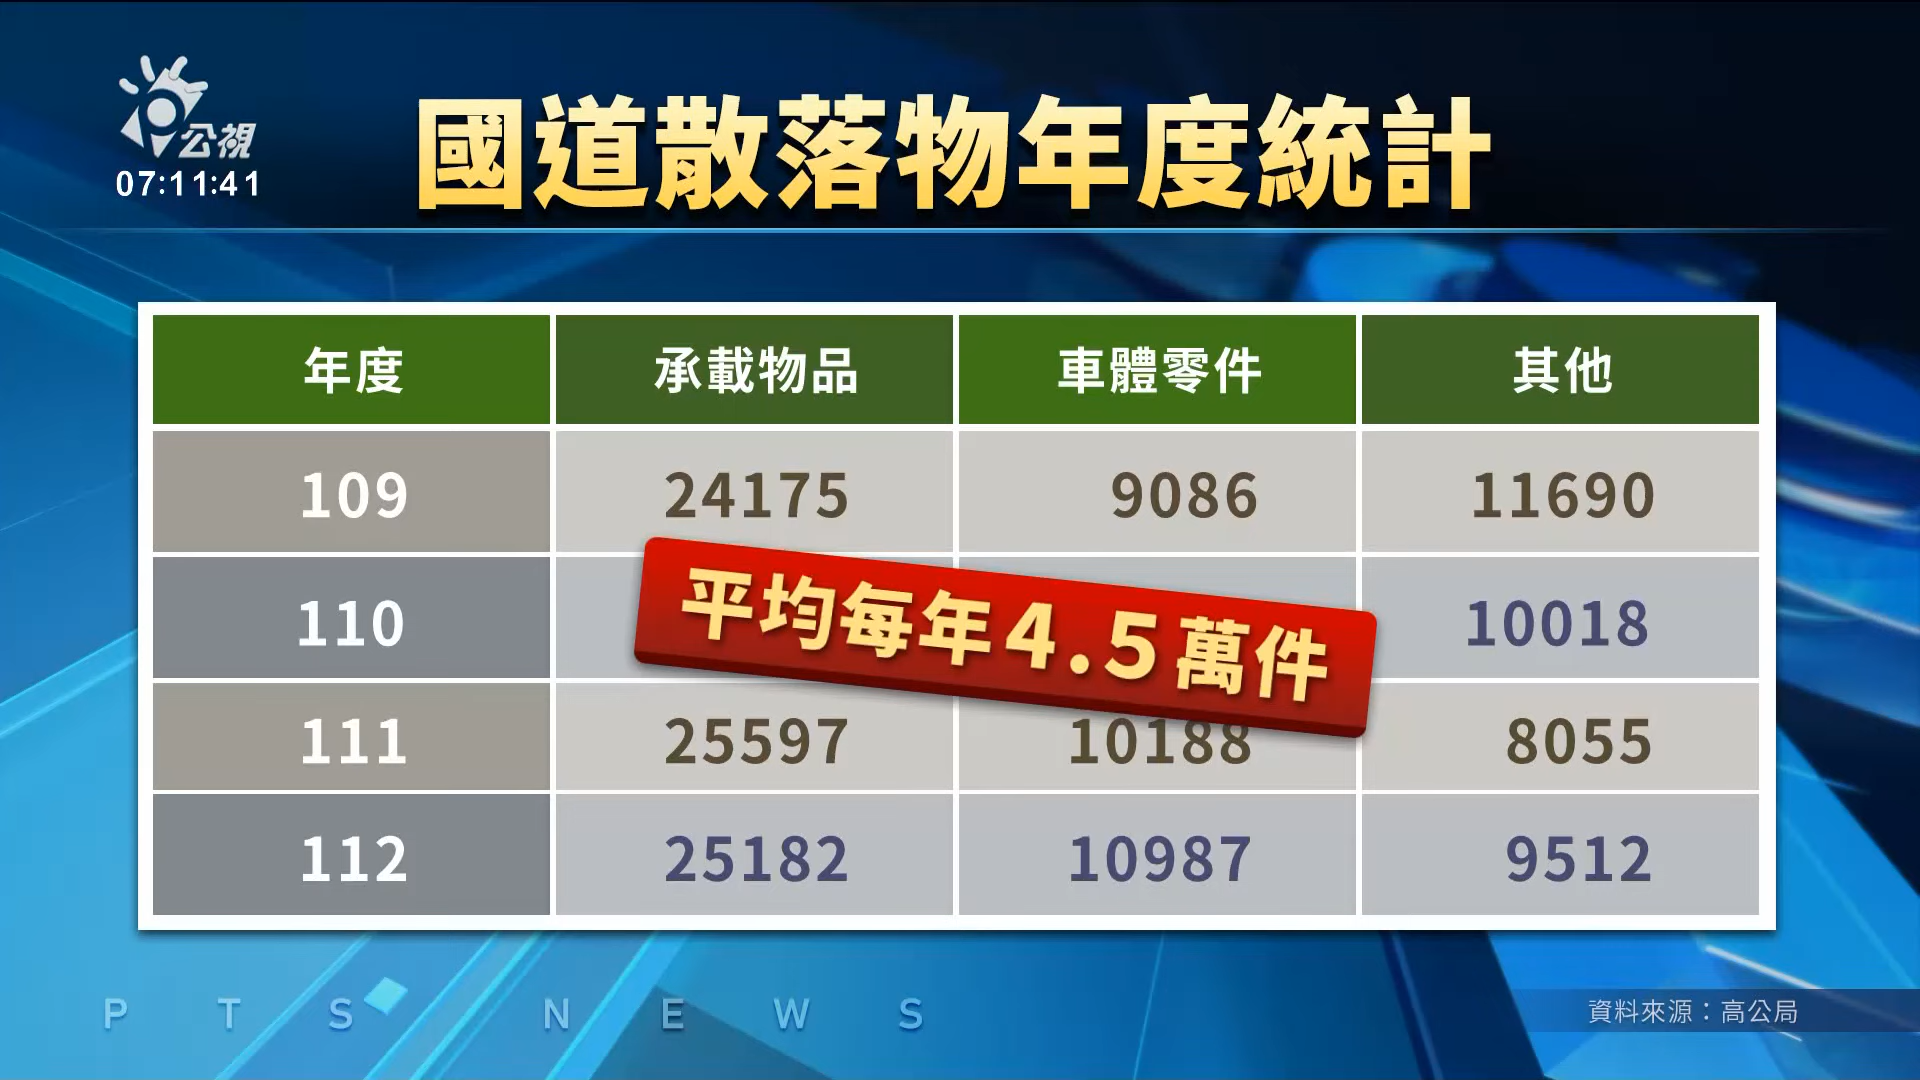 公視
07:11:41
國道散落物年度統計
年度 承載物品 車體零件 其他
109 24175 9086 11690
110 10018
平均每年4.5萬件
111 25597 10188 8055
112 25182 10987 9512
PTS NEWS
資料來源：高公局